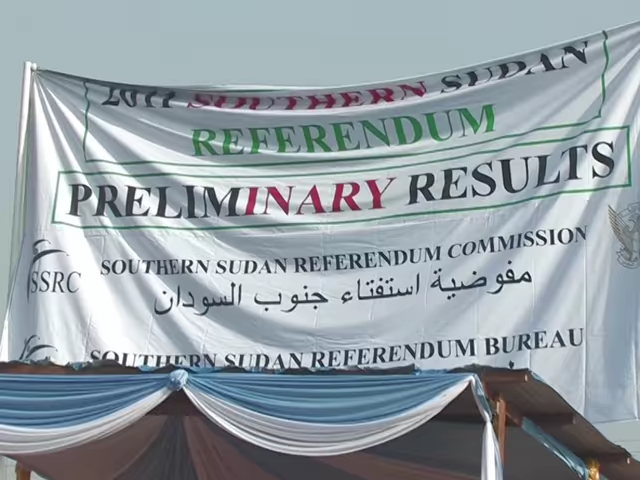 2011 SOUTHERN SUDAN
REFERENDUM
PRELIMINARY RESULTS
SSRC
SOUTHERN SUDAN REFERENDUM COMMISSION
مفوضية استفتاء جنوب السودان
SOUTHERN SUDAN REFERENDUM BUREAU